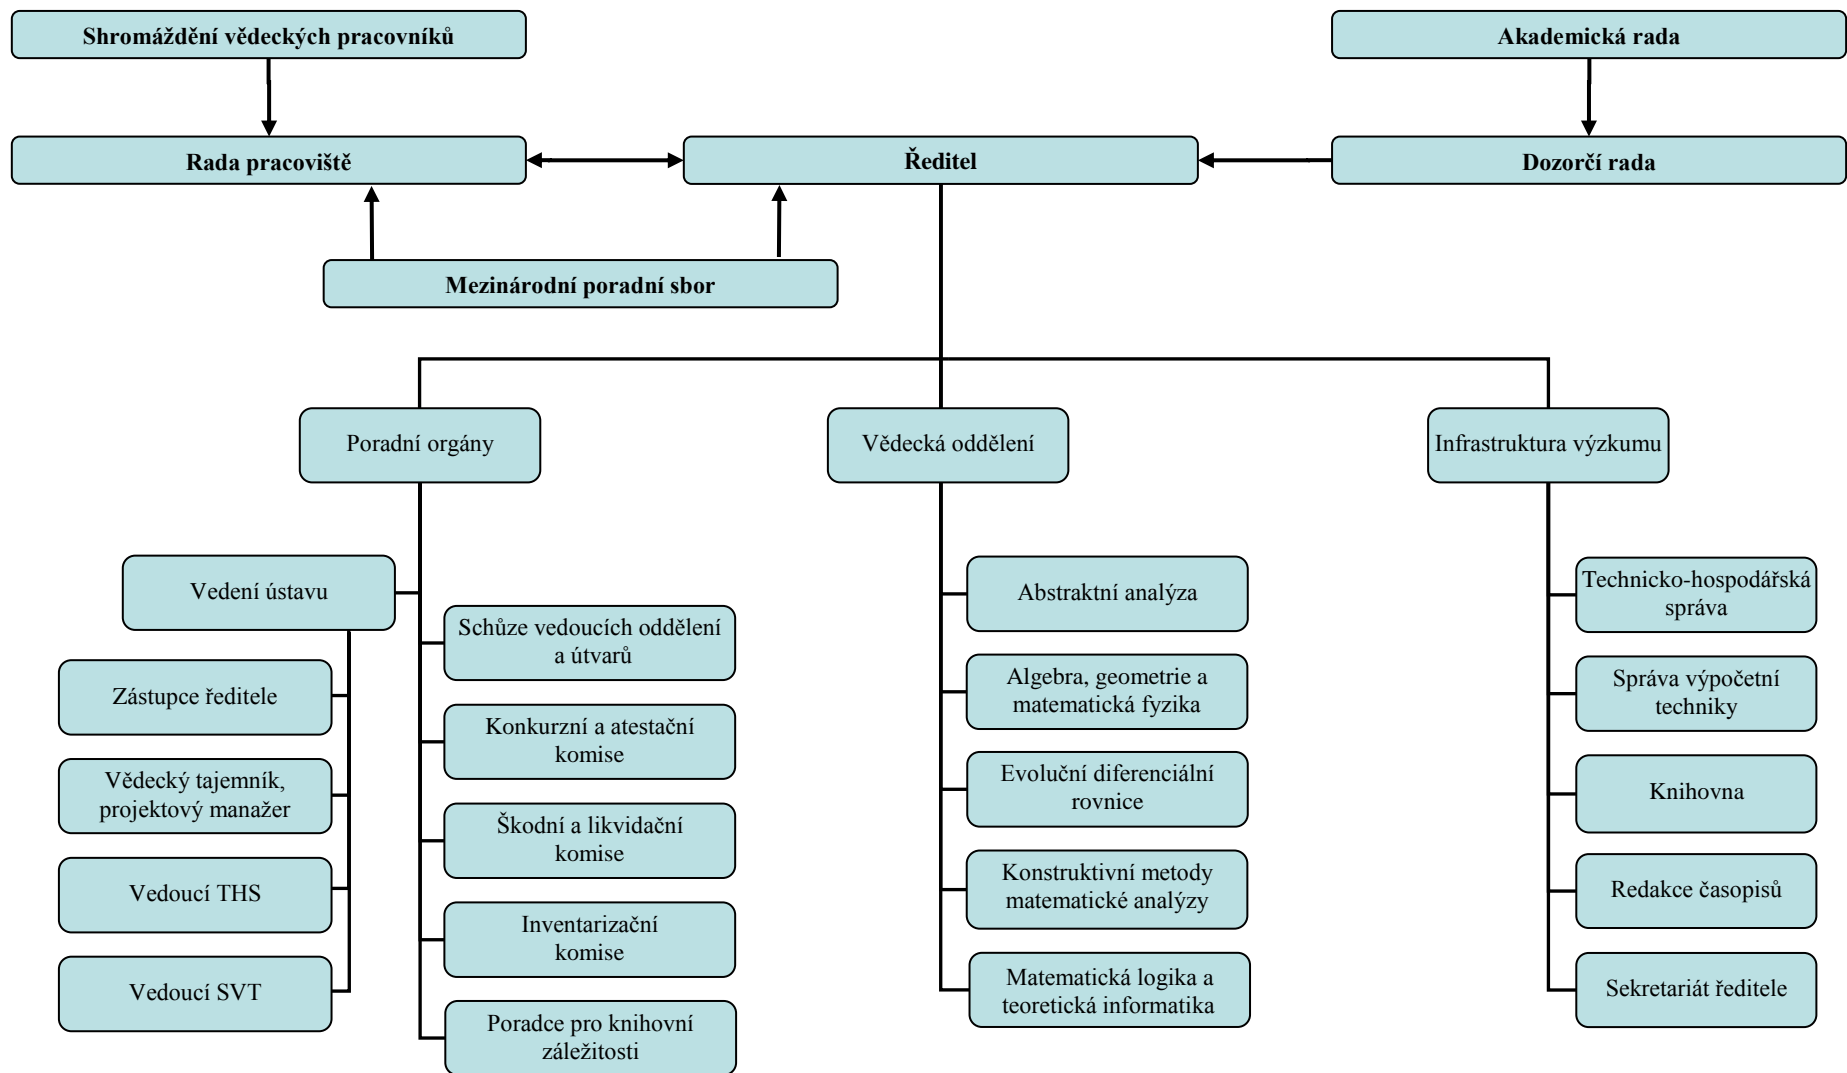 Shromáždění vědeckých pracovníků
Akademická rada
Rada pracoviště
Ředitel
Dozorčí rada
Mezinárodní poradní sbor
Poradní orgány
Vědecká oddělení
Infrastruktura výzkumu
Vedení ústavu
Zástupce ředitele
Vědecký tajemník,
projektový manažer
Vedoucí THS
Vedoucí SVT
Schůze vedoucích oddělení
a útvarů
Konkurzní a atestační
komise
Škodní a likvidační
komise
Inventarizační
komise
Poradce pro knihovní
záležitosti
Abstraktní analýza
Algebra, geometrie a
matematická fyzika
Evoluční diferenciální
rovnice
Konstruktivní metody
matematické analýzy
Matematická logika a
teoretická informatika
Technicko-hospodářská
správa
Správa výpočetní
techniky
Knihovna
Redakce časopisů
Sekretariát ředitele